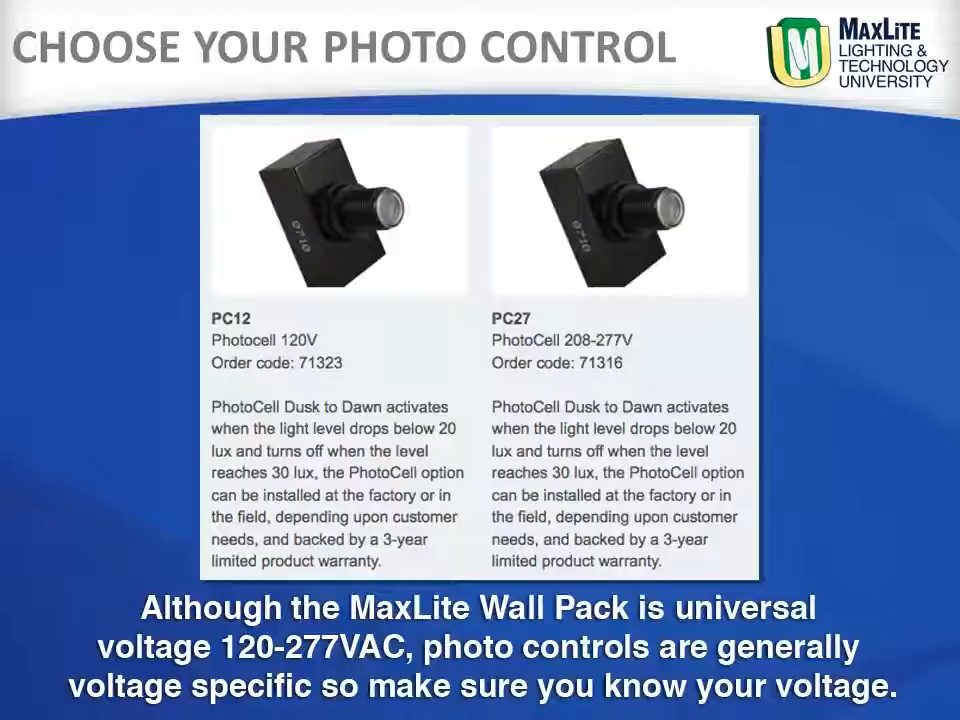 CHOOSE YOUR PHOTO CONTROL
MAXLITE
LIGHTING &
TECHNOLOGY
UNIVERSITY
0710
0710
PC12
Photocell 120V
Order code: 71323
PhotoCell Dusk to Dawn activates
when the light level drops below 20
lux and turns off when the level
reaches 30 lux, the PhotoCell option
can be installed at the factory or in
the field, depending upon customer
needs, and backed by a 3-year
limited product warranty.
PC27
PhotoCell 208-277V
Order code: 71316
PhotoCell Dusk to Dawn activates
when the light level drops below 20
lux and turns off when the level
reaches 30 lux, the PhotoCell option
can be installed at the factory or in
the field, depending upon customer
needs, and backed by a 3-year
limited product warranty.
Although the MaxLite Wall Pack is universal
voltage 120-277VAC, photo controls are generally
voltage specific so make sure you know your voltage.